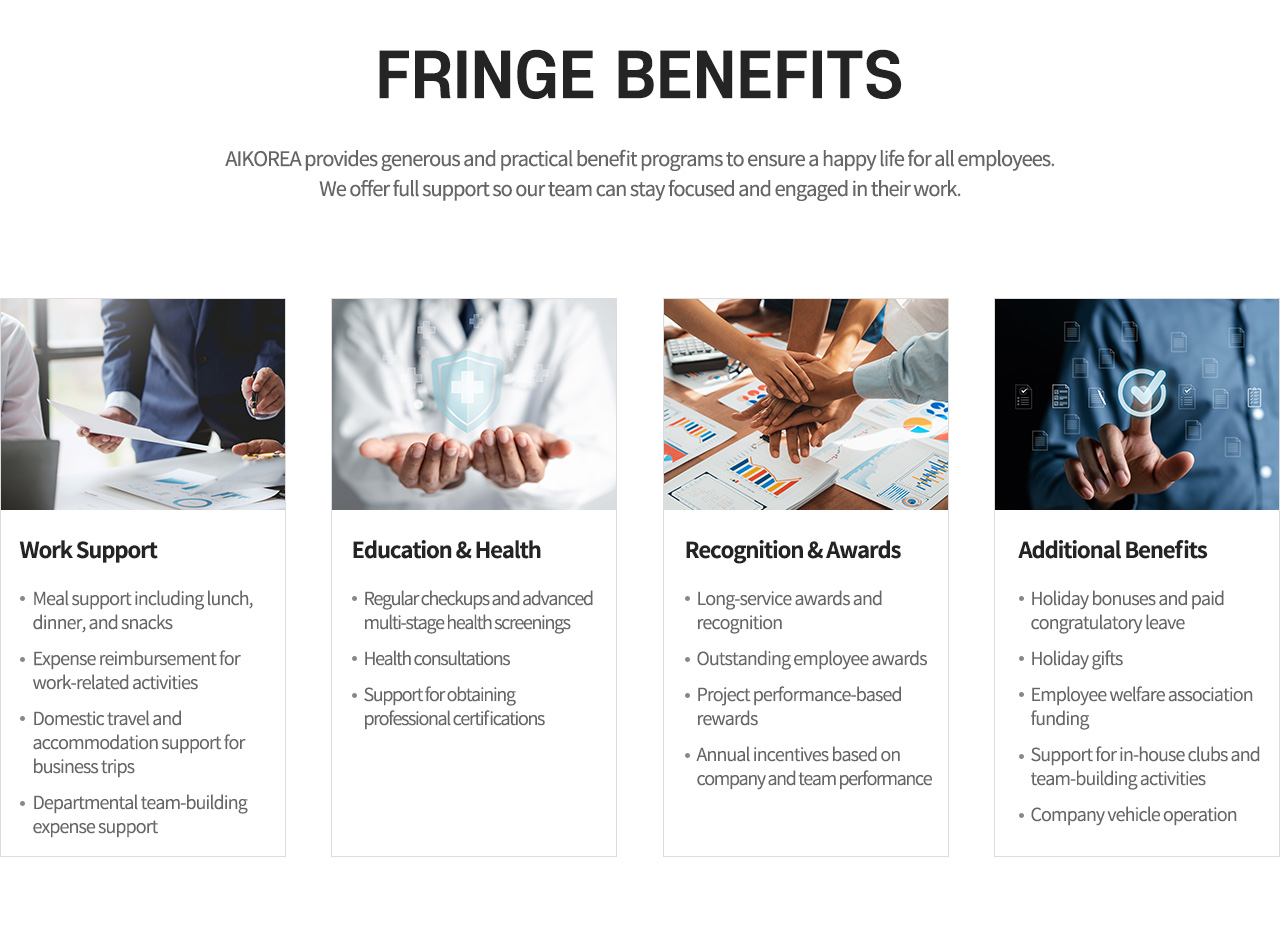 FRINGE BENEFITS
AIKOREA provides generous and practical benefit programs to ensure a happy life for all employees.
We offer full support so our team can stay focused and engaged in their work.
Work Support
• Meal support including lunch,
dinner, and snacks
• Expense reimbursement for
work-related activities
• Domestic travel and
accommodation support for
business trips
• Departmental team-building
expense support
Education & Health
• Regular checkups and advanced
multi-stage health screenings
• Health consultations
• Support for obtaining
professional certifications
Recognition & Awards
• Long-service awards and
recognition
• Outstanding employee awards
• Project performance-based
rewards
• Annual incentives based on
company and team performance
Additional Benefits
• Holiday bonuses and paid
congratulatory leave
• Holiday gifts
• Employee welfare association
funding
• Support for in-house clubs and
team-building activities
• Company vehicle operation